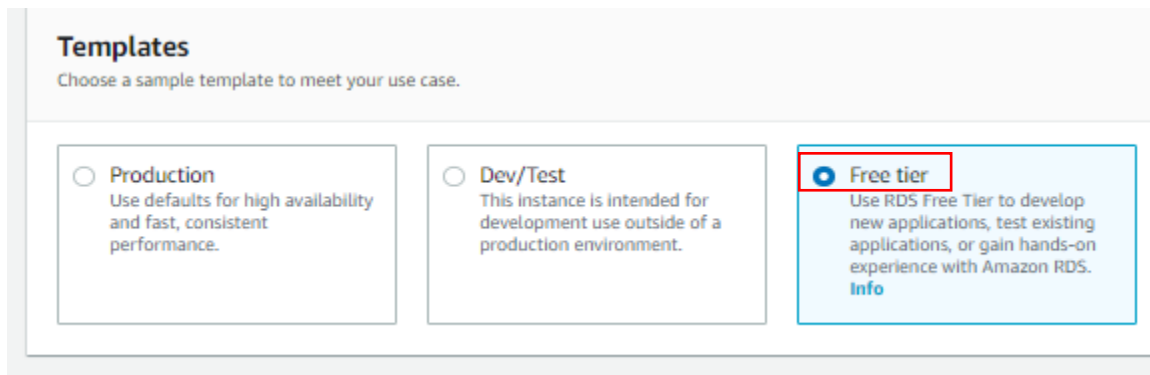 Templates
Choose a sample template to meet your use case.
Production
Use defaults for high availability
and fast, consistent
performance.
Dev/Test
This instance is intended for
development use outside of a
production environment.
Free tier
Use RDS Free Tier to develop
new applications, test existing
applications, or gain hands-on
experience with Amazon RDS.
Info